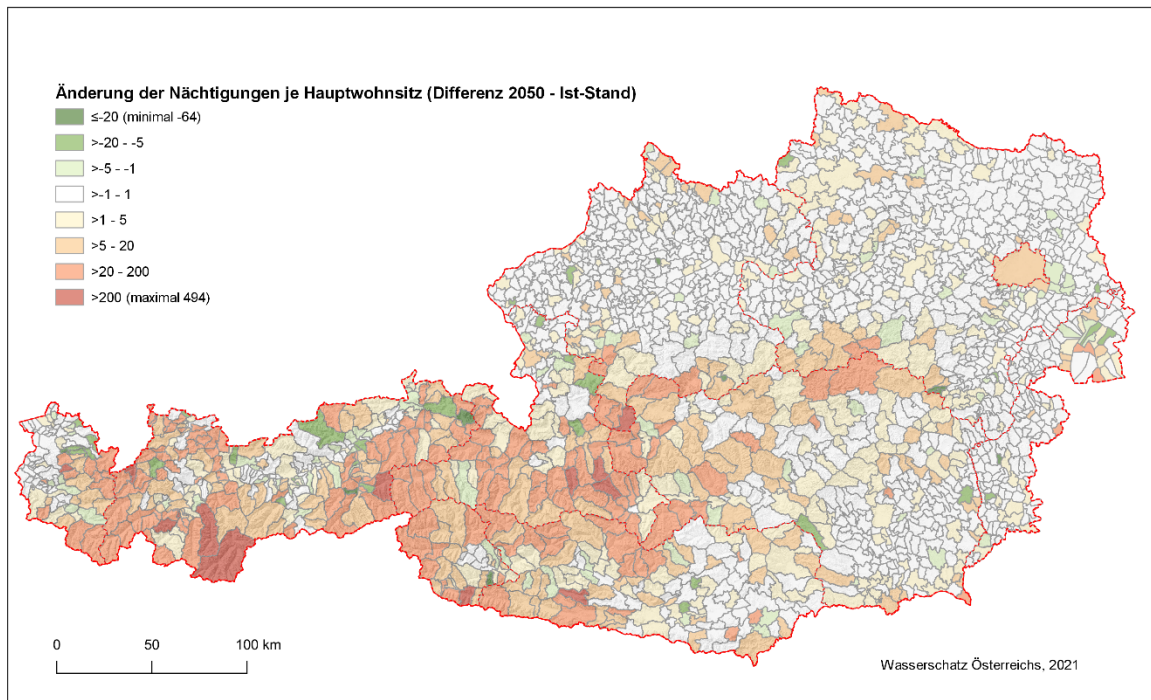 Änderung der Nächtigungen je Hauptwohnsitz (Differenz 2050 - Ist-Stand)
≤-20 (minimal -64)
>-20 - -5
>-5 - -1
>-1 - 1
>1 - 5
>5 - 20
>20 - 200
>200 (maximal 494)
0 50 100 km
Wasserschatz Österreichs, 2021